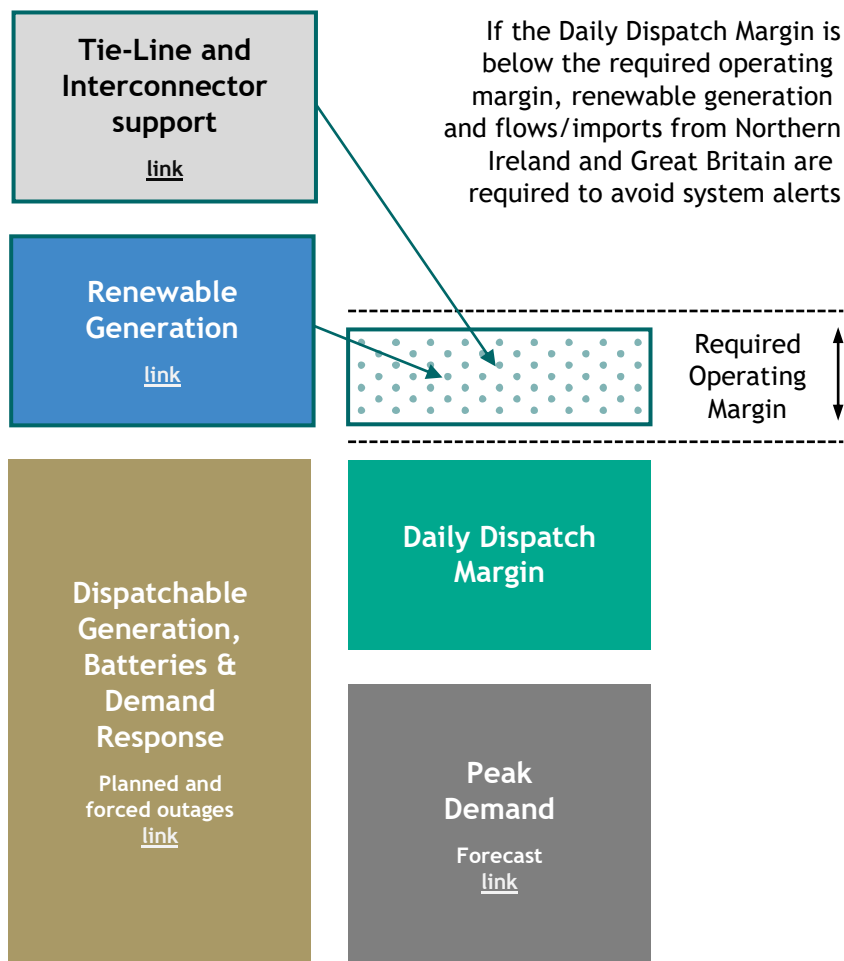 Tie-Line and
Interconnector
support
link
If the Daily Dispatch Margin is
below the required operating
margin, renewable generation
and flows/imports from Northern
Ireland and Great Britain are
required to avoid system alerts
Renewable
Generation
link
Required
Operating
Margin
Dispatchable
Generation,
Batteries &
Demand
Response
Planned and
forced outages
link
Daily Dispatch
Margin
Peak
Demand
Forecast
link